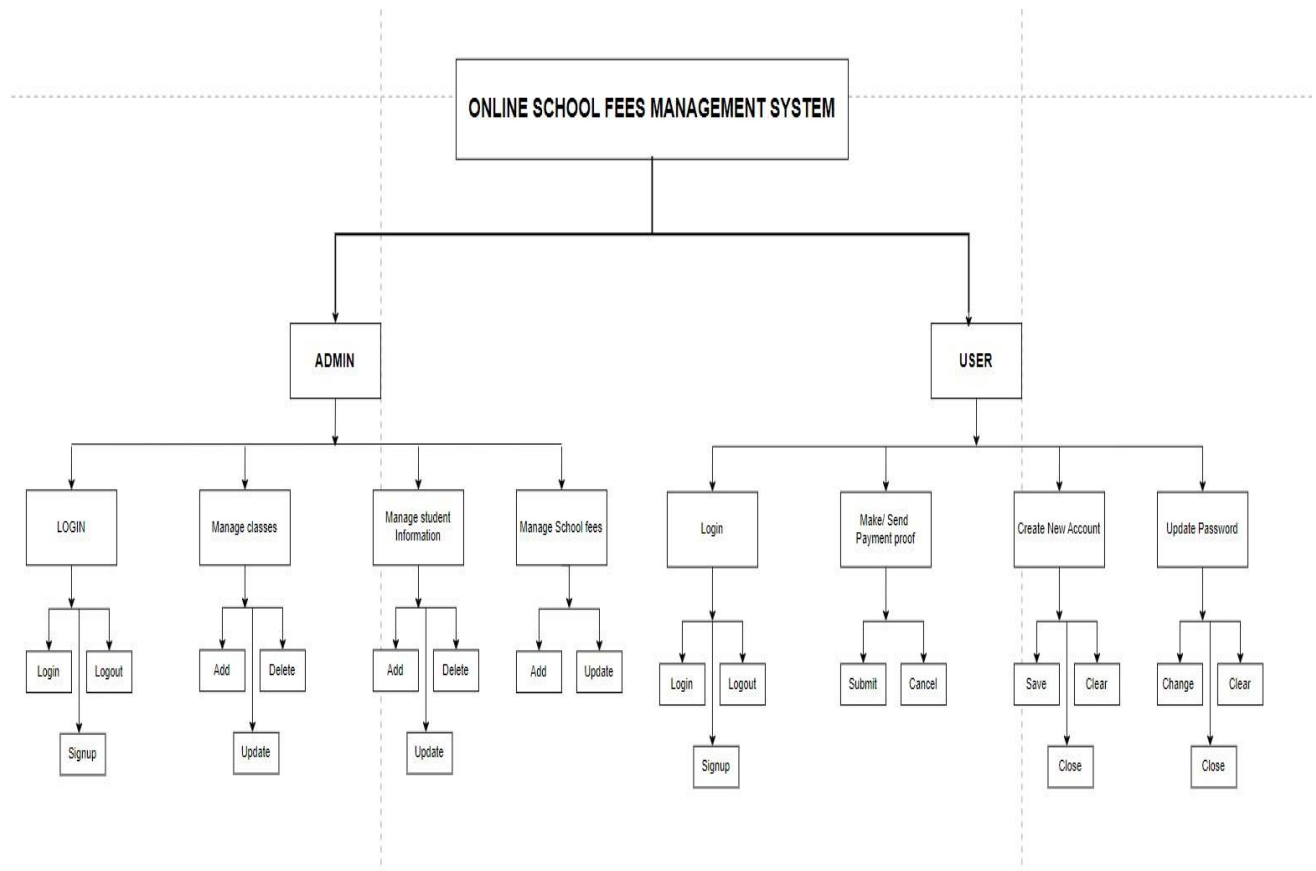 ONLINE SCHOOL FEES MANAGEMENT SYSTEM
ADMIN
USER
LOGIN
Manage classes
Manage student
Information
Manage School fees
Login
Make/ Send
Payment proof
Create New Account
Update Password
Login
Logout
Signup
Add
Delete
Update
Add
Delete
Update
Add
Update
Login
Logout
Signup
Submit
Cancel
Save
Clear
Close
Change
Clear
Close